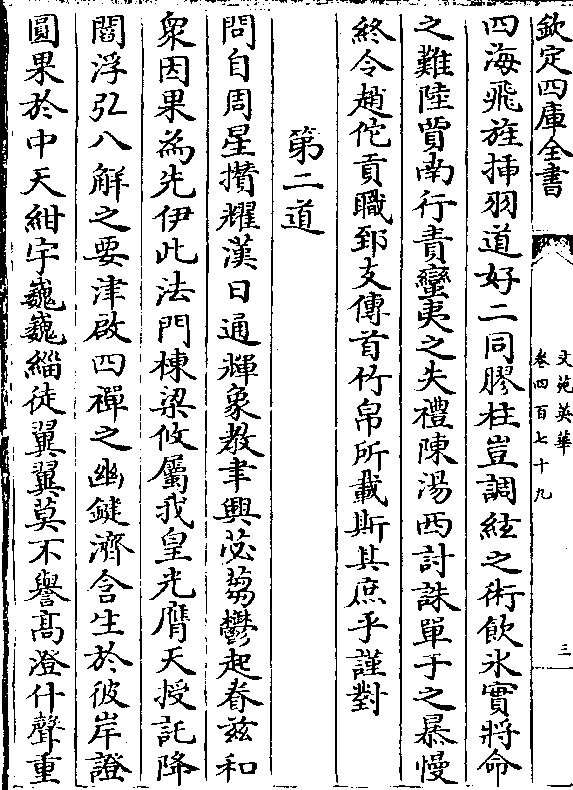 欽定四庫全書
文苑英華
卷四百七十九
三
四海飛旌揷羽道好二同膠柱豈調絃之術飲氷實將命
之難陸賈南行責蠻夷之失禮陳湯西討誅單于之暴慢
終令趙佗貢職郅支傳首竹帛所載斯其庶乎謹對
第二道
問自周星攢耀漢日通輝象教聿興苾蒭鬱起眷兹和
衆因果為先伊此法門棟梁攸屬我皇光膺天授託降
閻浮弘八解之要津啟四禪之幽鍵濟含生於彼岸證
圓果於中天紺宇巍巍緇徒翼翼莫不譽髙澄什聲重